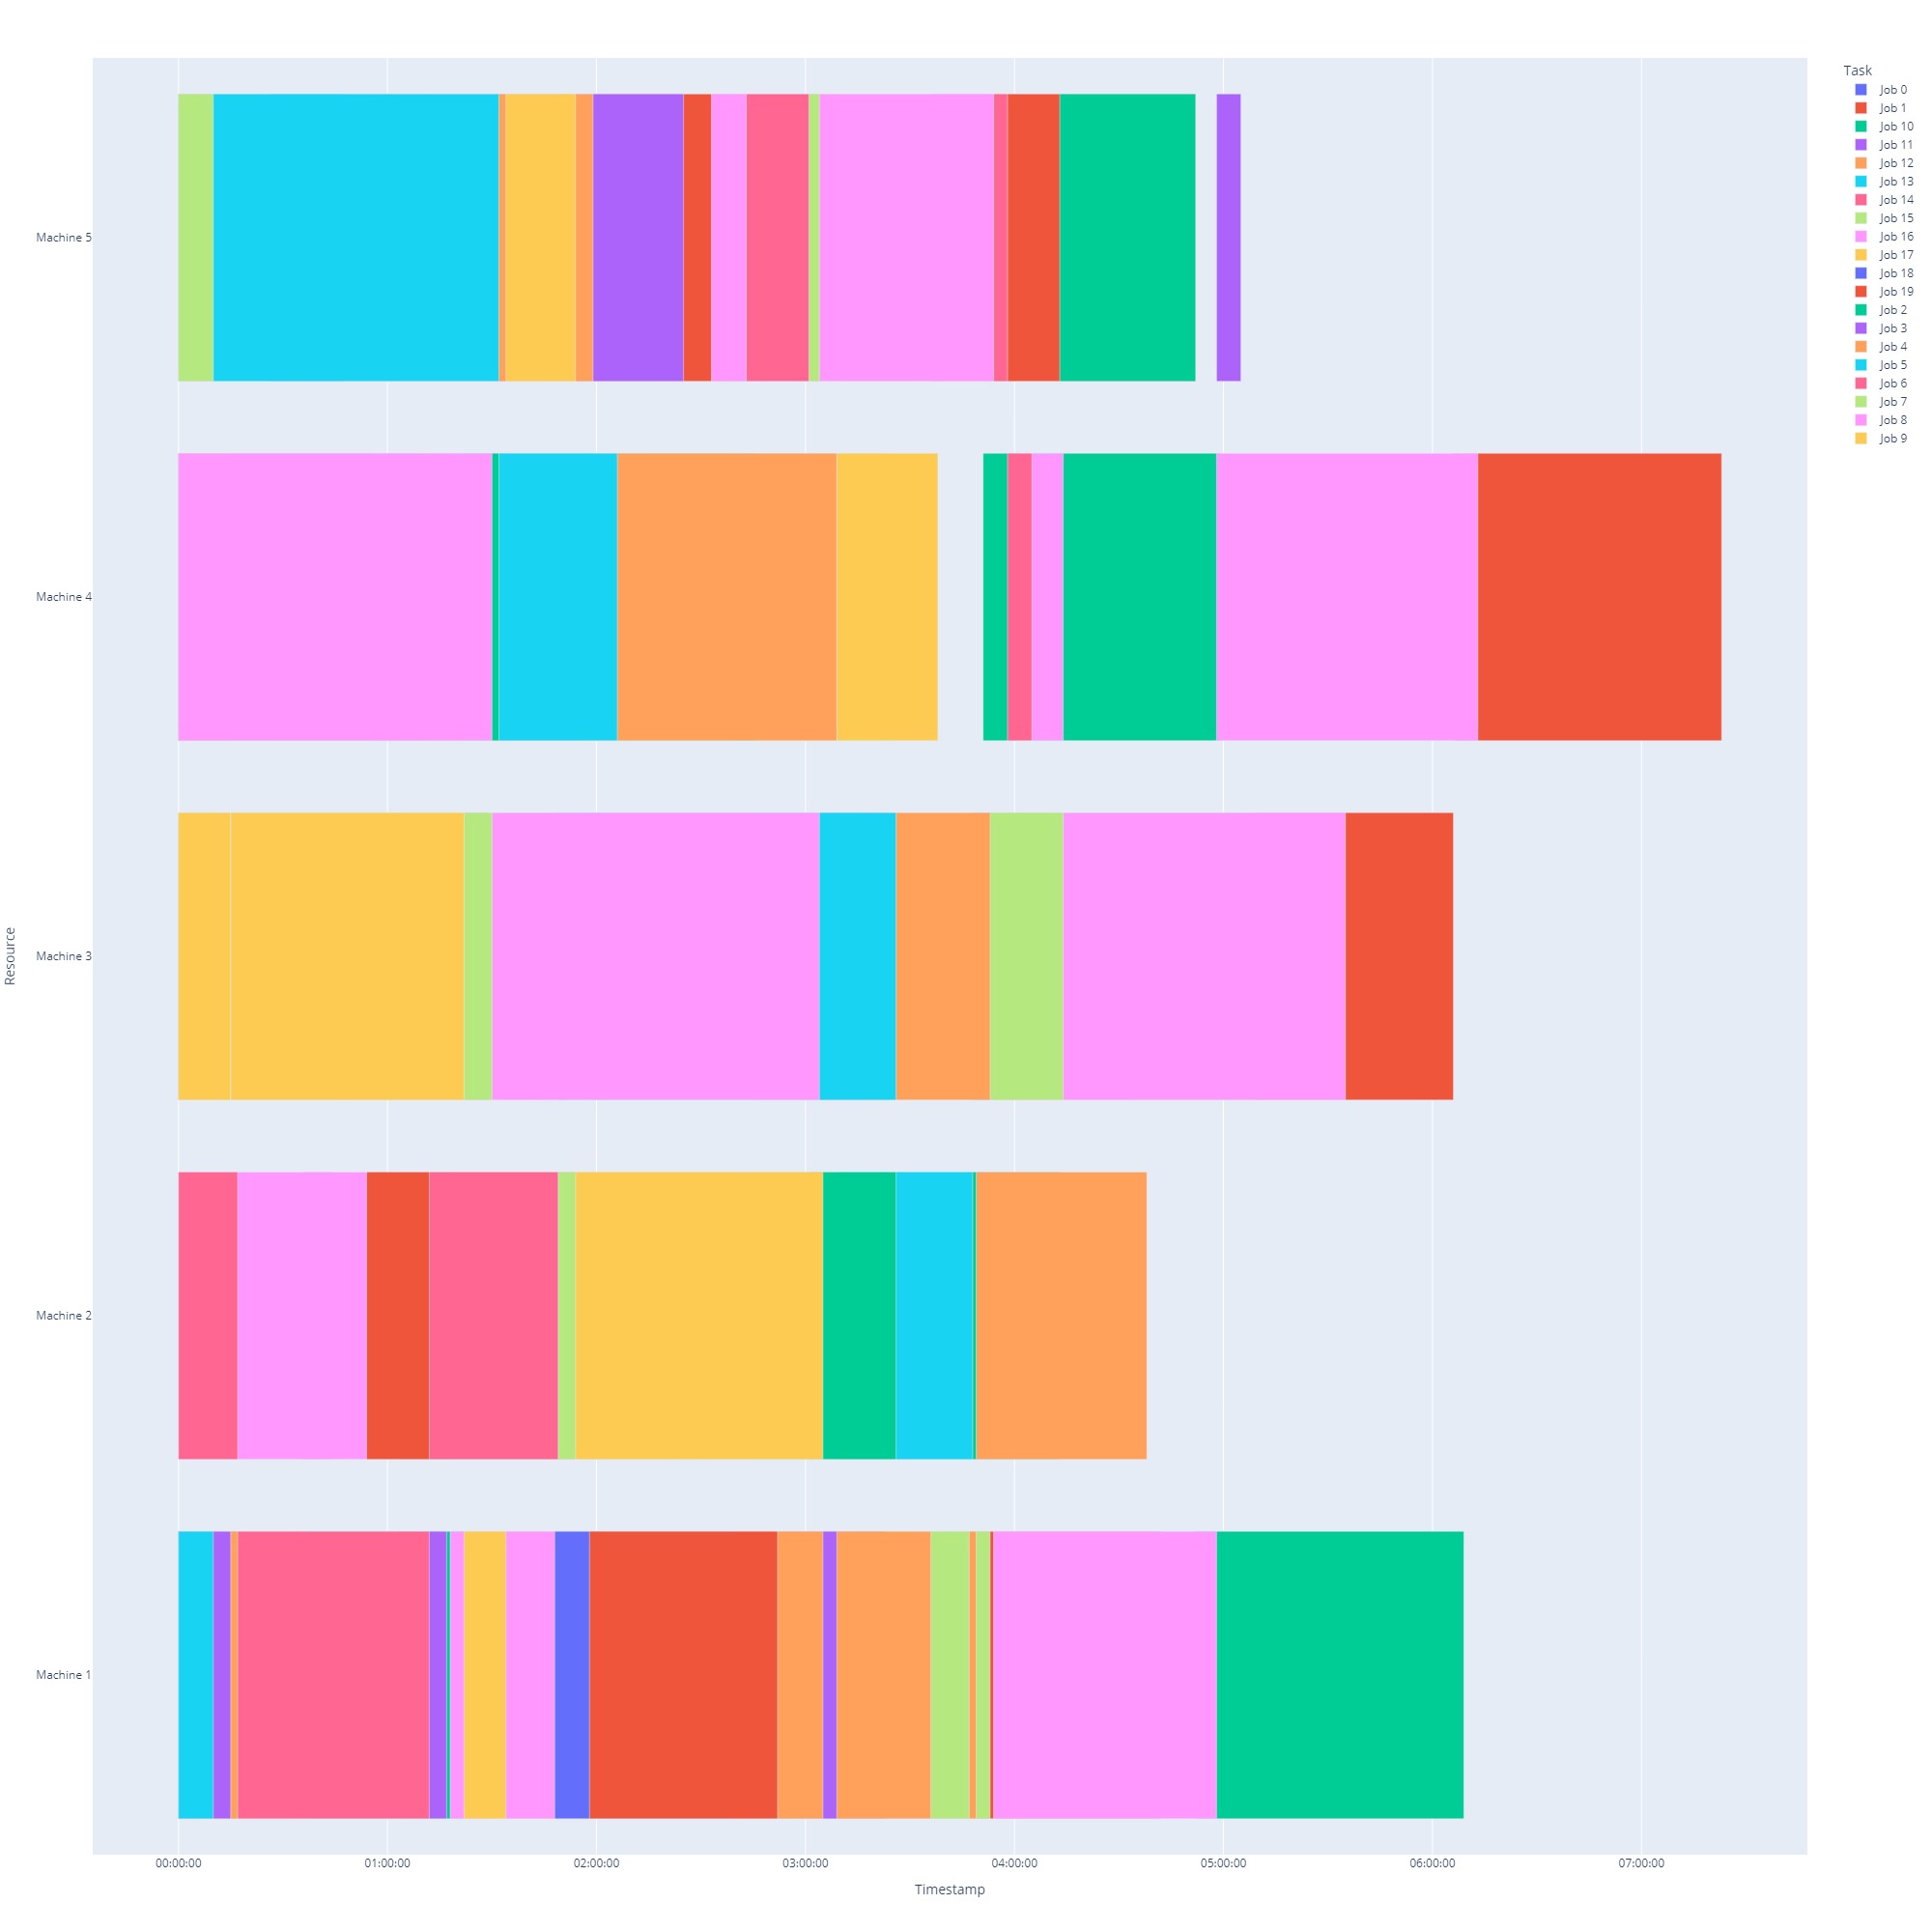 Task
Job 0
Job 1
Job 10
Job 11
Job 12
Job 13
Job 14
Job 15
Job 16
Job 17
Job 18
Job 19
Job 2
Job 3
Job 4
Job 5
Job 6
Job 7
Job 8
Job 9
Machine 5
Machine 4
Machine 3
Machine 2
Machine 1
Resource
00:00:00 01:00:00 02:00:00 03:00:00 04:00:00 05:00:00 06:00:00 07:00:00
Timestamp